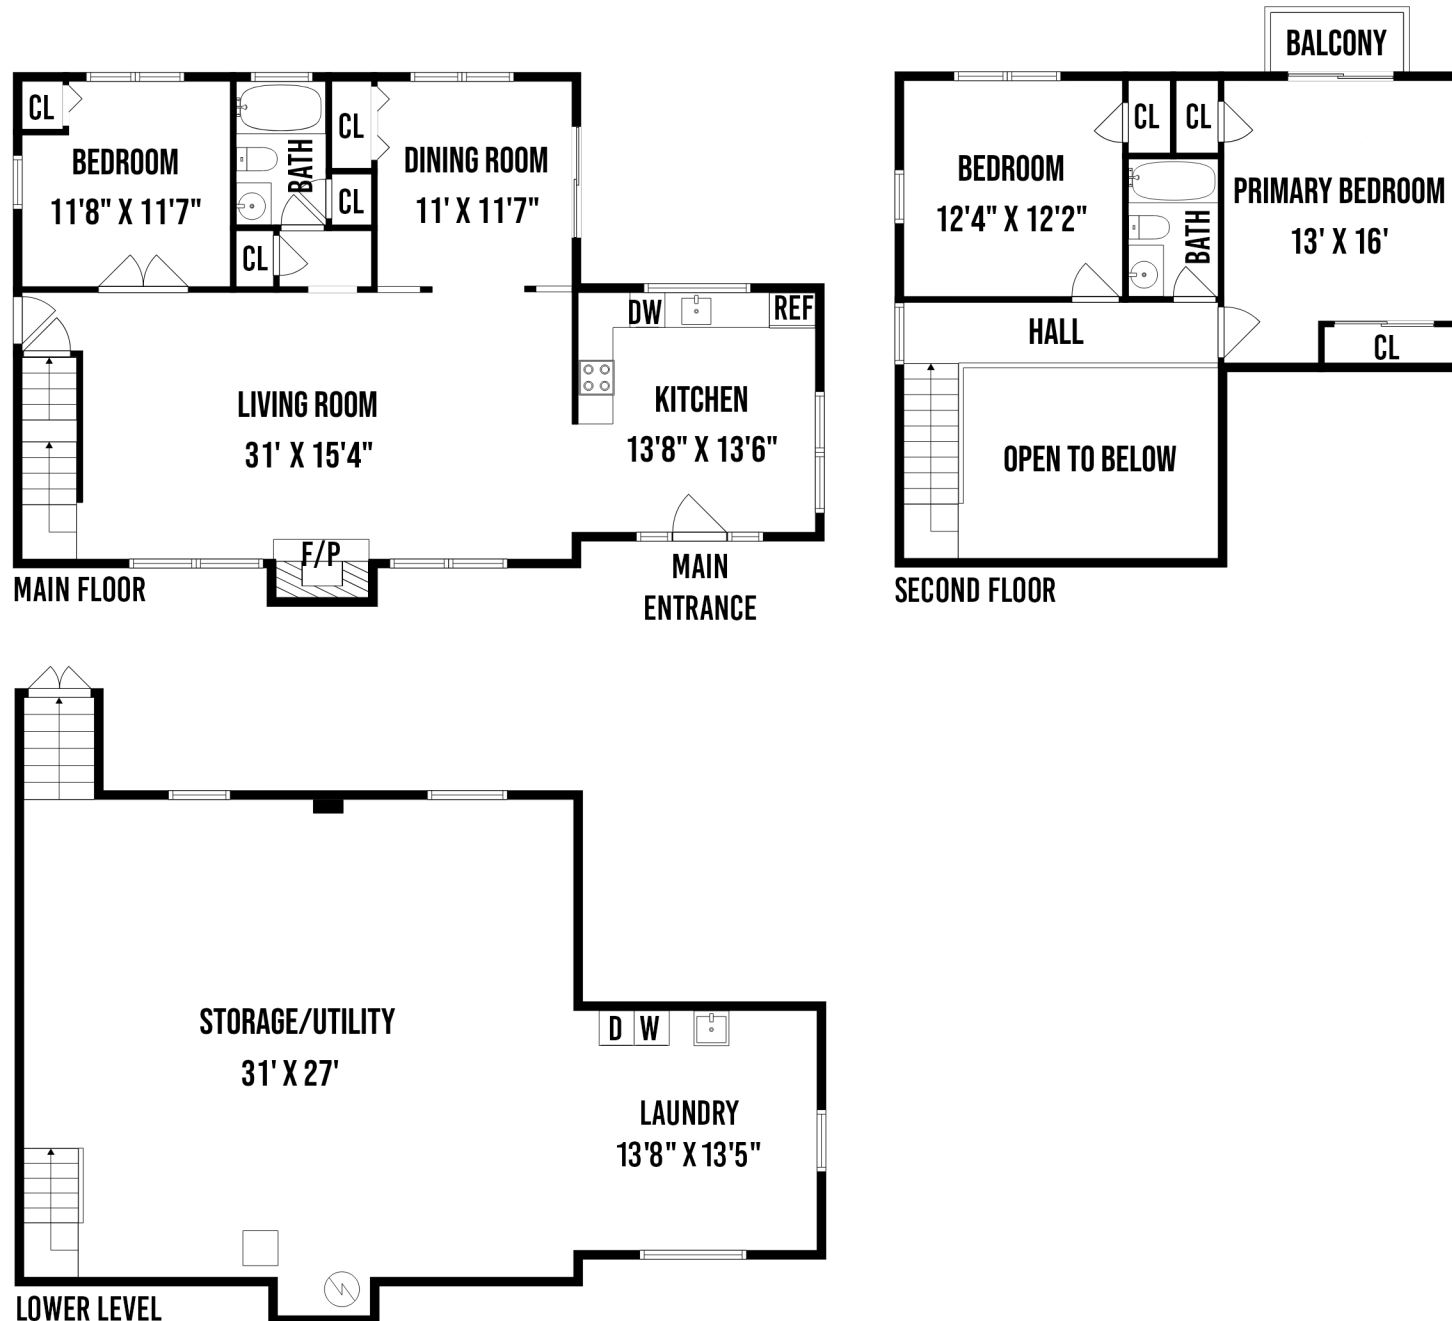 CL
BEDROOM
11'8" X 11'7"
BATH
CL
CL
CL
DINING ROOM
11' X 11'7"
LIVING ROOM
31' X 15'4"
DW
REF
KITCHEN
13'8" X 13'6"
F/P
MAIN
ENTRANCE
MAIN FLOOR
BALCONY
BEDROOM
12'4" X 12'2"
CL
CL
BATH
PRIMARY BEDROOM
13' X 16'
CL
HALL
OPEN TO BELOW
SECOND FLOOR
STORAGE/UTILITY
31' X 27'
D W
LAUNDRY
13'8" X 13'5"
LOWER LEVEL